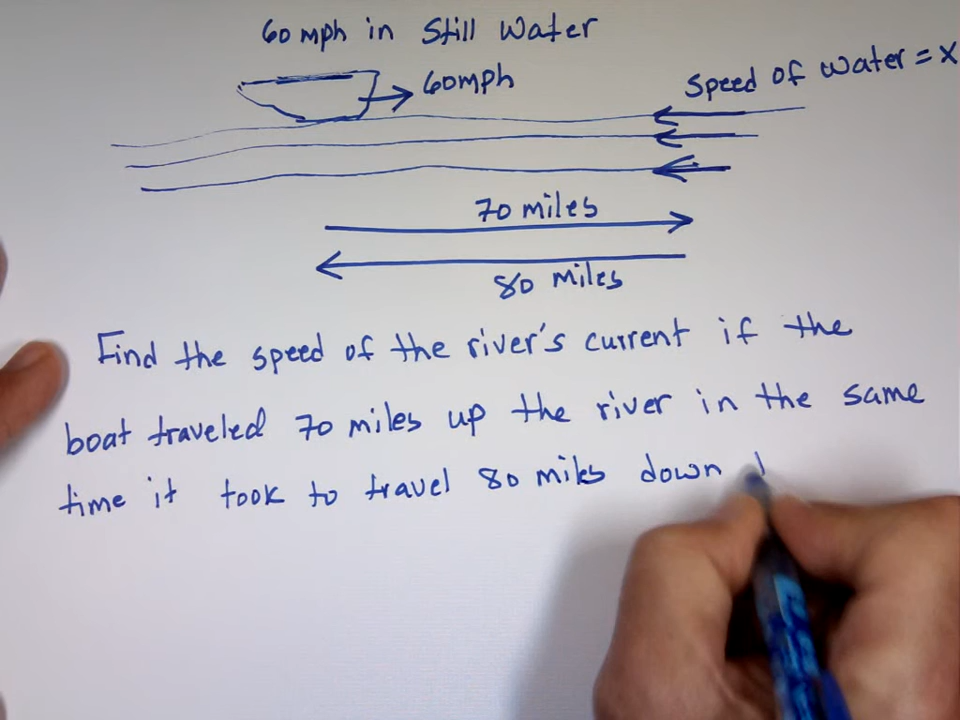 60 mph in Still Water
60mph
Speed of water = X
70 miles
80 miles
Find the speed of the river's current if the
boat traveled 70 miles up the river in the same
time it took to travel 80 miles down